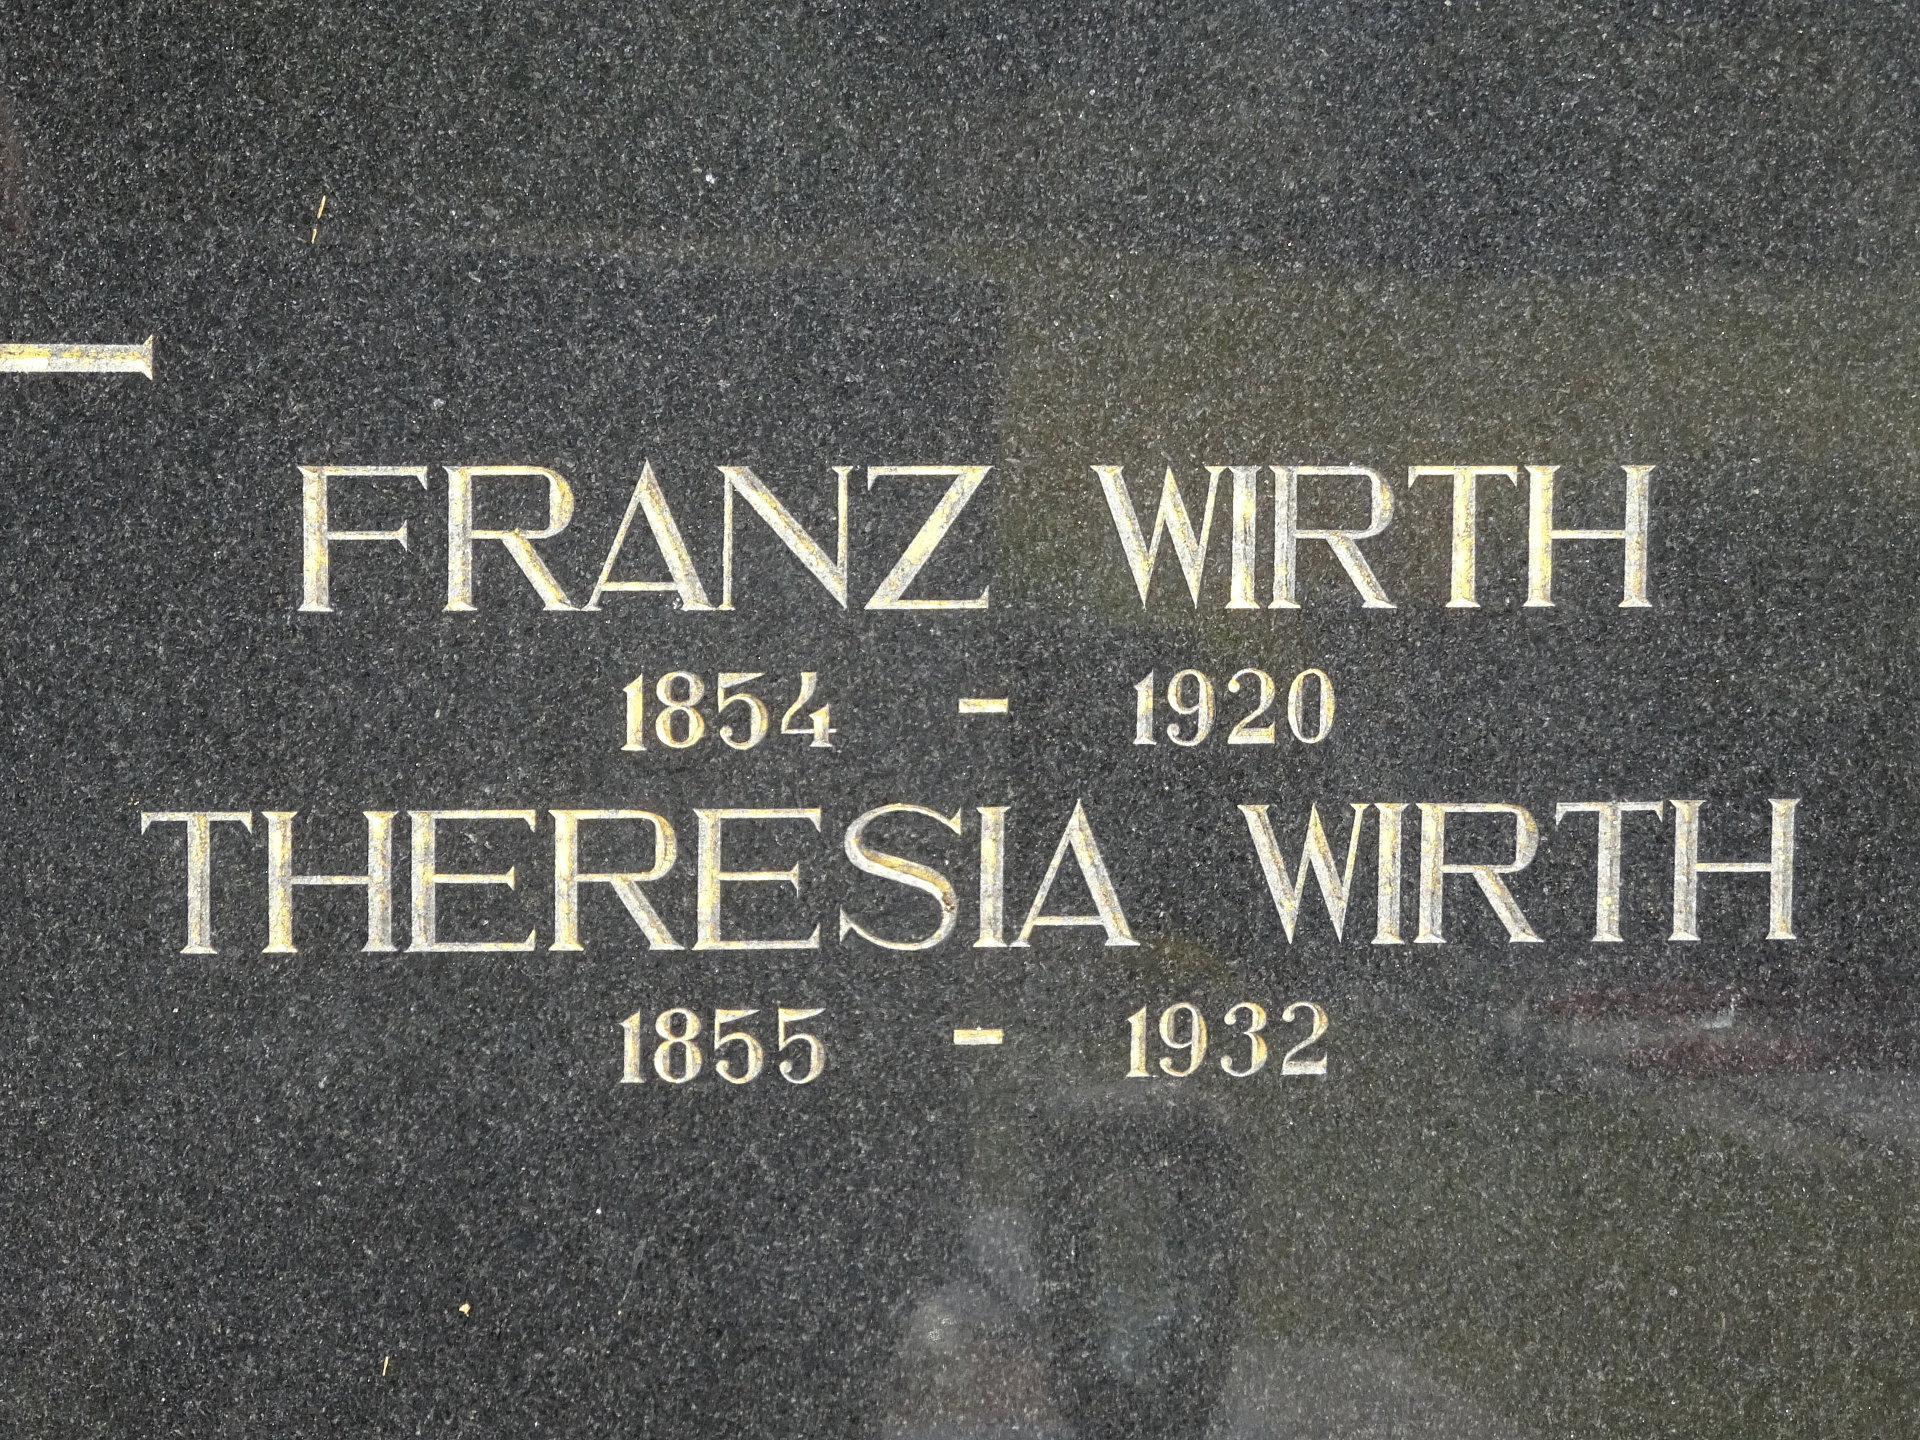 FRANZ WIRTH
1854 - 1920
THERESIA WIRTH
1855 - 1932